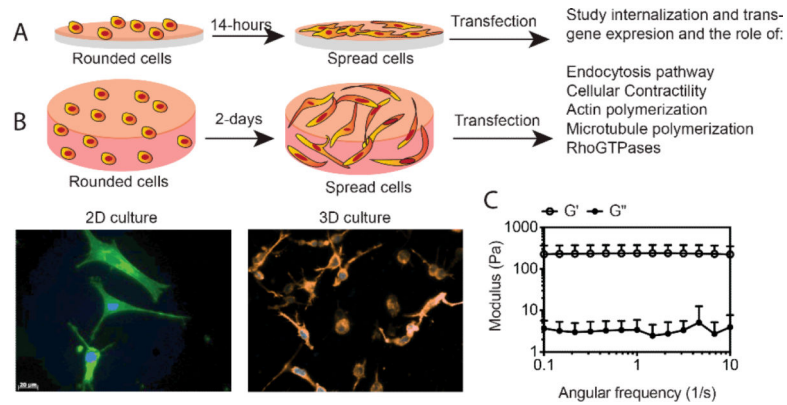 A
14-hours
Transfection
Rounded cells
Spread cells
Study internalization and trans-
gene expresion and the role of:
Endocytosis pathway
Cellular Contractility
Actin polymerization
Microtubule polymerization
RhoGTPases
B
2-days
Transfection
Rounded cells
Spread cells
2D culture
3D culture
20 µm
C
G' G"
Modulus (Pa)
1000
100
10
1
0.1 1 10
Angular frequency (1/s)